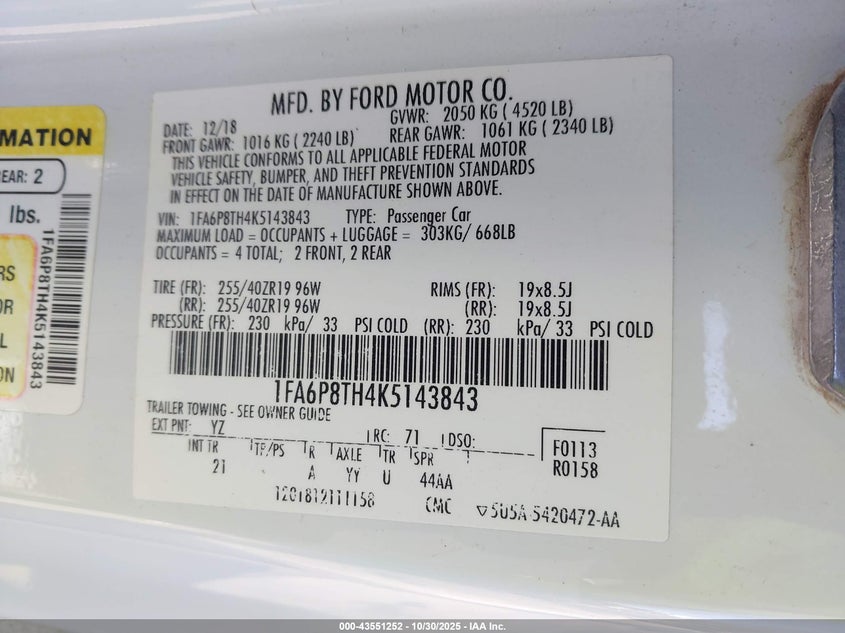 MATION
REAR: 2
lbs.
RS
OR
L
ON
1FA6P8TH4K5143843
MFD. BY FORD MOTOR CO.
DATE: 12/18 GVWR: 2050 KG ( 4520 LB)
FRONT GAWR: 1016 KG ( 2240 LB) REAR GAWR: 1061 KG ( 2340 LB)
THIS VEHICLE CONFORMS TO ALL APPLICABLE FEDERAL MOTOR
VEHICLE SAFETY, BUMPER, AND THEFT PREVENTION STANDARDS
IN EFFECT ON THE DATE OF MANUFACTURE SHOWN ABOVE.
VIN: 1FA6P8TH4K5143843 TYPE: Passenger Car
MAXIMUM LOAD = OCCUPANTS + LUGGAGE = 303KG/ 668LB
OCCUPANTS = 4 TOTAL; 2 FRONT, 2 REAR
TIRE (FR): 255/40ZR19 96W RIMS (FR): 19x8.5J
(RR): 255/40ZR19 96W (RR): 19x8.5J
PRESSURE (FR): 230 kPa/ 33 PSI COLD (RR): 230 kPa/ 33 PSI COLD
1FA6P8TH4K5143843
TRAILER TOWING - SEE OWNER GUIDE
EXT PNT: YZ RC: 71 DSO: F0113
INT TR TP/PS R AXLE TR SPR R0158
21 A YY U 44AA
1201819111158 CMC ▽5U5A-5420472-AA
000-43551252 - 10/30/2025 - IAA Inc.